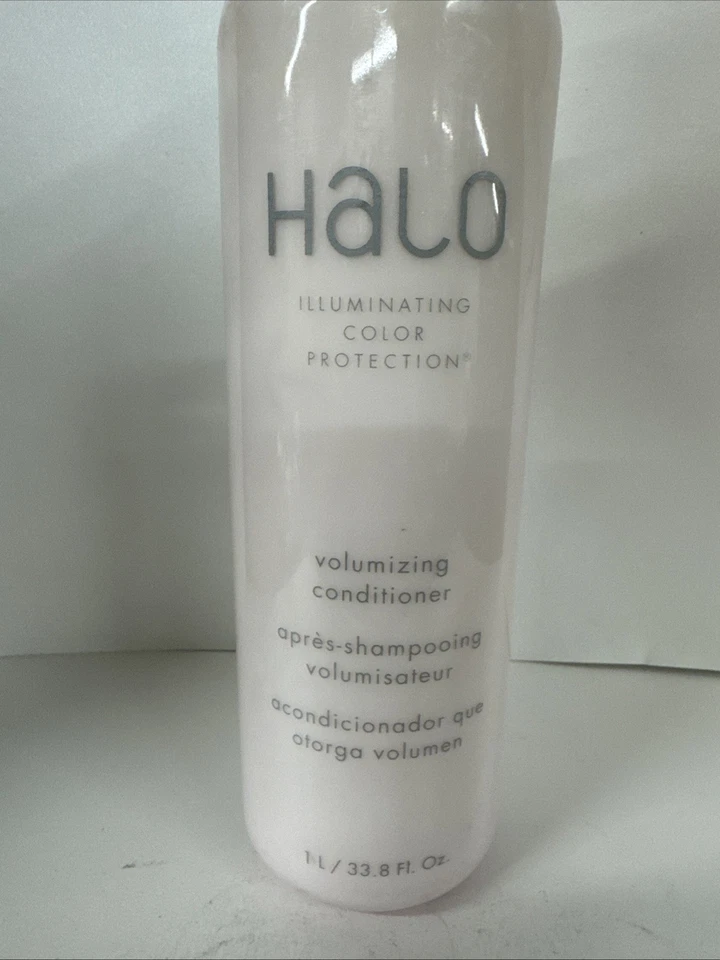 Halo
ILLUMINATING
COLOR
PROTECTION®
volumizing
conditioner
après-shampooing
volumisateur
acondicionador que
otorga volumen
1 L / 33.8 Fl. Oz.